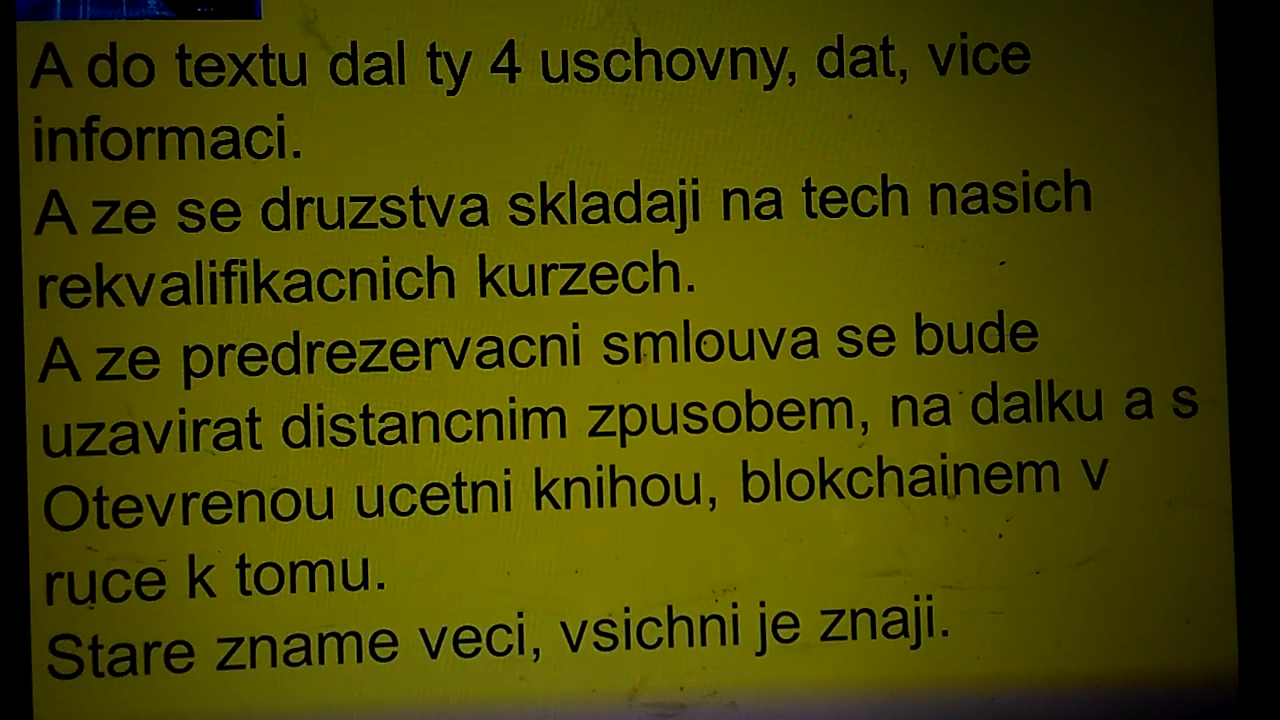 A do textu dal ty 4 uschovny, dat, vice
informaci.
A ze se druzstva skladaji na tech nasich
rekvalifikacnich kurzech.
A ze predrezervacni smlouva se bude
uzavirat distancnim zpusobem, na dalku a s
Otevrenou ucetni knihou, blokchainem v
ruce k tomu.
Stare zname veci, vsichni je znaji.